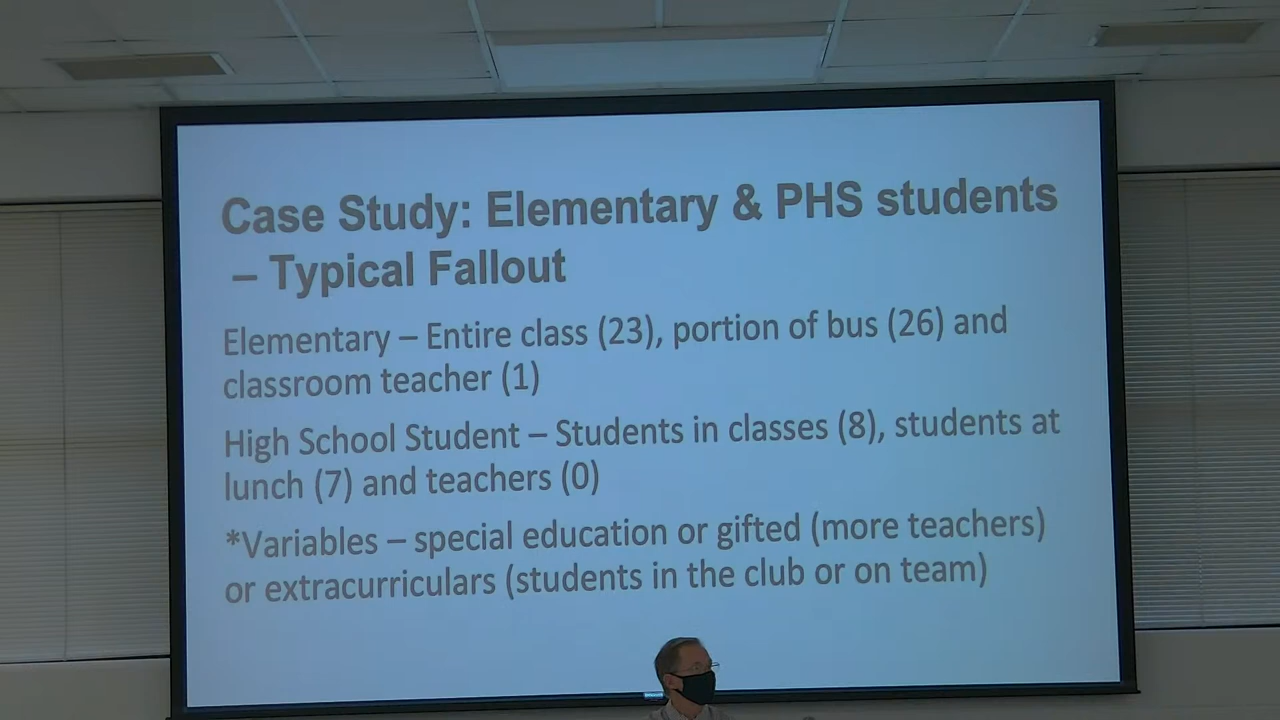 Case Study: Elementary & PHS students
– Typical Fallout
Elementary – Entire class (23), portion of bus (26) and
classroom teacher (1)
High School Student – Students in classes (8), students at
lunch (7) and teachers (0)
*Variables – special education or gifted (more teachers)
or extracurriculars (students in the club or on team)